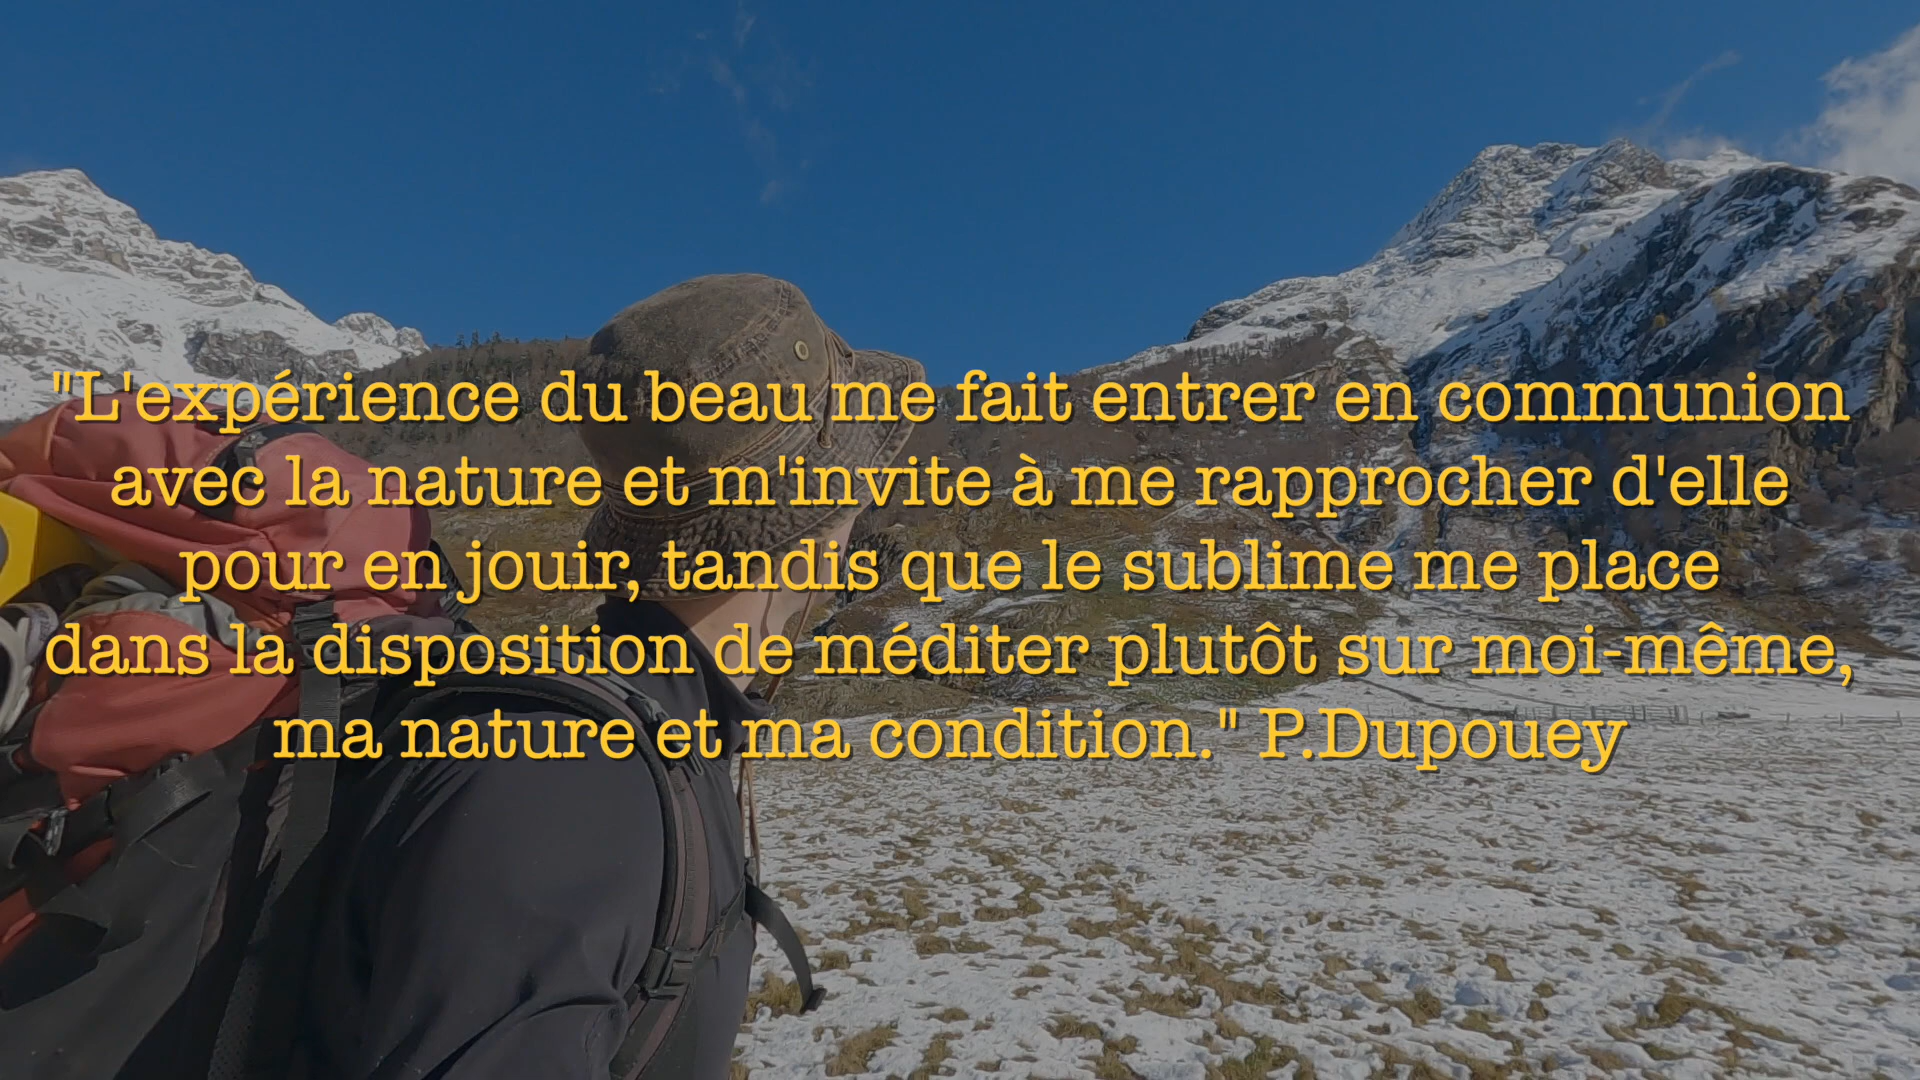 "L'expérience du beau me fait entrer en communion
avec la nature et m'invite à me rapprocher d'elle
pour en jouir, tandis que le sublime me place
dans la disposition de méditer plutôt sur moi-même,
ma nature et ma condition." P.Dupouey